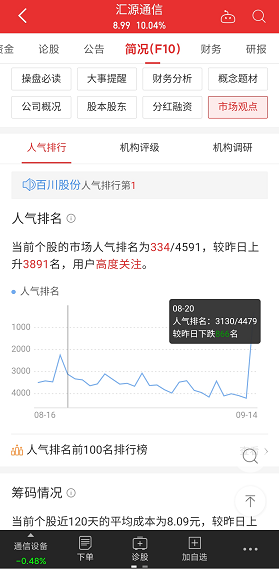 汇源通信
8.99 10.04%
资金 论股 公告 简况(F10) 财务 研报
操盘必读 大事提醒 财务分析 概念题材
公司概况 股本股东 分红融资 市场观点
人气排行 机构评级 机构调研
百川股份人气排行第1
人气排名
当前个股的市场人气排名为334/4591，较昨日上
升3891名，用户高度关注。
人气排名
08-20
人气排名：3130/4479
较昨日下跌866名
1000
2000
3000
4000
08-16 09-14
人气排名前100名排行榜
筹码情况
当前个股近120天的平均成本为8.09元，较昨日上
通信设备
-0.48%
下单 诊股 加自选